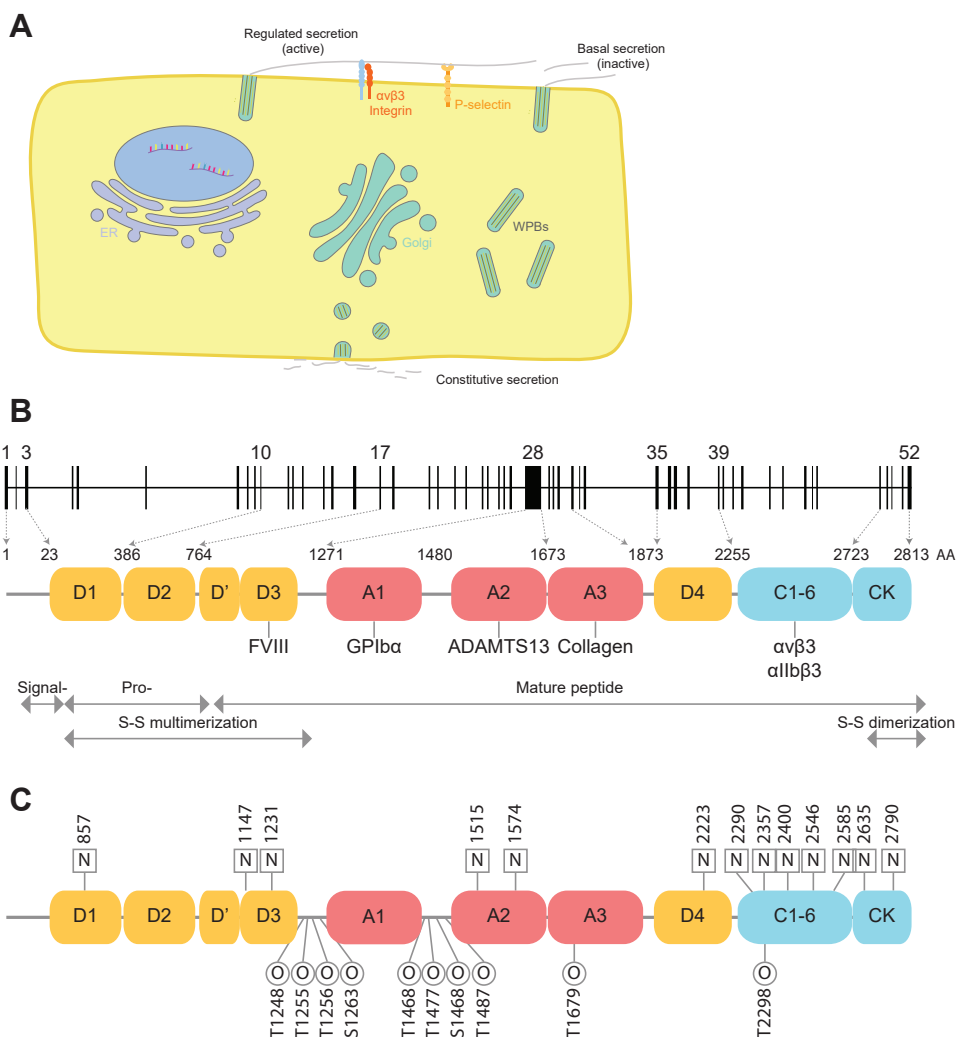 A
Regulated secretion
(active)
Basal secretion
(inactive)
αvβ3
Integrin
P-selectin
ER
Golgi
WPBs
Constitutive secretion
B
1 3 10 17 28 35 39 52
1 23 386 764 1271 1480 1673 1873 2255 2723 2813 AA
D1 D2 D' D3 A1 A2 A3 D4 C1-6 CK
FVIII GPIbα ADAMTS13 Collagen αvβ3
αIIbβ3
Signal- Pro- Mature peptide
S-S multimerization S-S dimerization
C
857 1147 1231 1515 1574 2223 2290 2357 2400 2546 2585 2635 2790
N N N N N N N N N N N N N
D1 D2 D' D3 A1 A2 A3 D4 C1-6 CK
O O O O O O O O O O
T1248 T1255 T1256 S1263 T1468 T1477 S1468 T1487 T1679 T2298